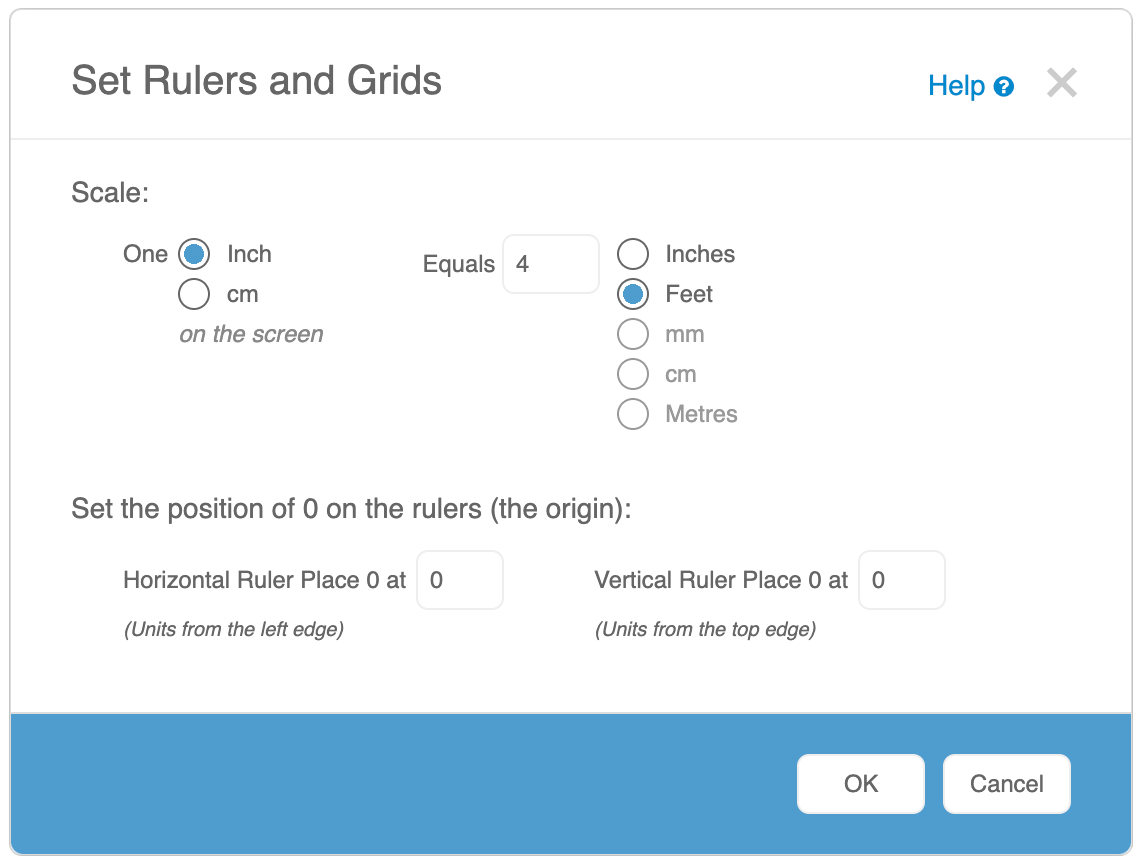 Set Rulers and Grids
Help ?
Scale:
One Inch
cm
on the screen
Equals 4
Inches
Feet
mm
cm
Metres
Set the position of 0 on the rulers (the origin):
Horizontal Ruler Place 0 at 0
(Units from the left edge)
Vertical Ruler Place 0 at 0
(Units from the top edge)
OK
Cancel